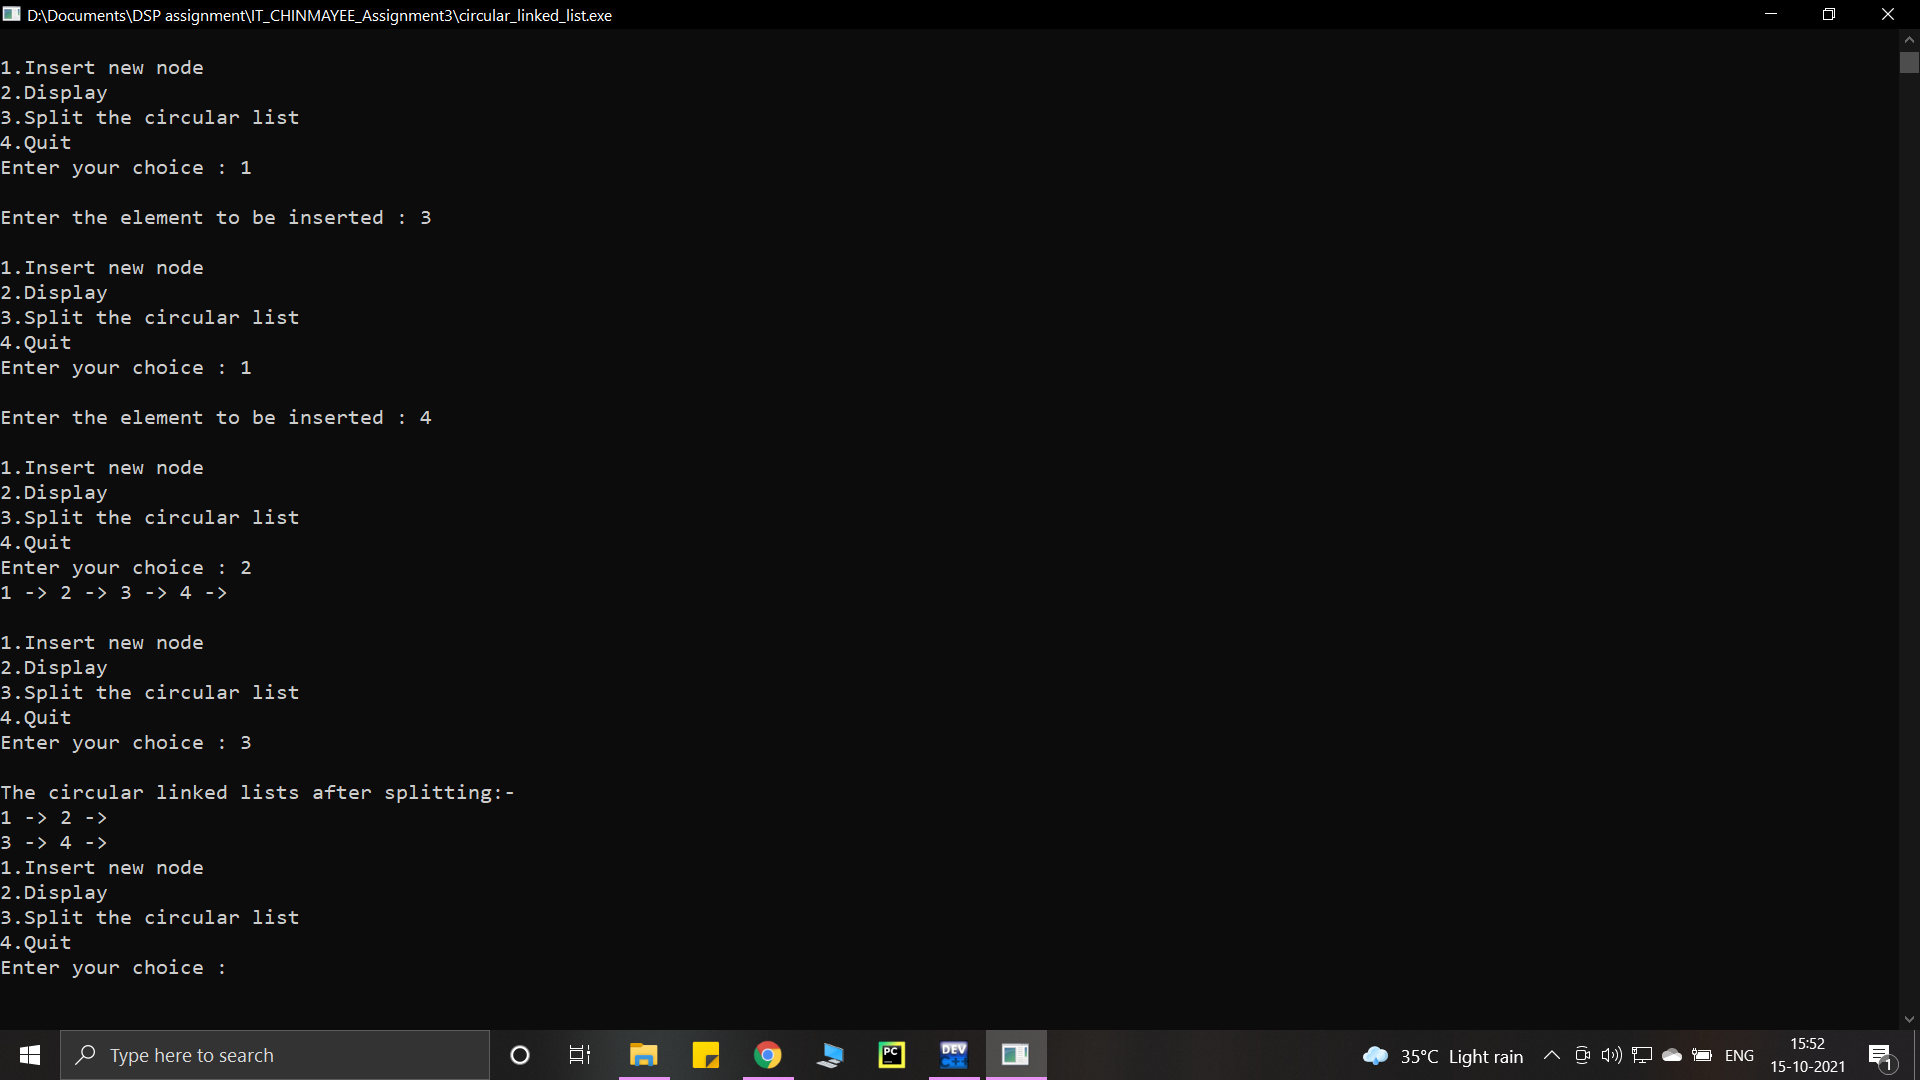 D:\Documents\DSP assignment\IT_CHINMAYEE_Assignment3\circular_linked_list.exe
1.Insert new node
2.Display
3.Split the circular list
4.Quit
Enter your choice : 1
Enter the element to be inserted : 3
1.Insert new node
2.Display
3.Split the circular list
4.Quit
Enter your choice : 1
Enter the element to be inserted : 4
1.Insert new node
2.Display
3.Split the circular list
4.Quit
Enter your choice : 2
1 -> 2 -> 3 -> 4 ->
1.Insert new node
2.Display
3.Split the circular list
4.Quit
Enter your choice : 3
The circular linked lists after splitting:-
1 -> 2 ->
3 -> 4 ->
1.Insert new node
2.Display
3.Split the circular list
4.Quit
Enter your choice :
Type here to search
PC
DEV
C++
35°C Light rain
ENG
15:52
15-10-2021
1